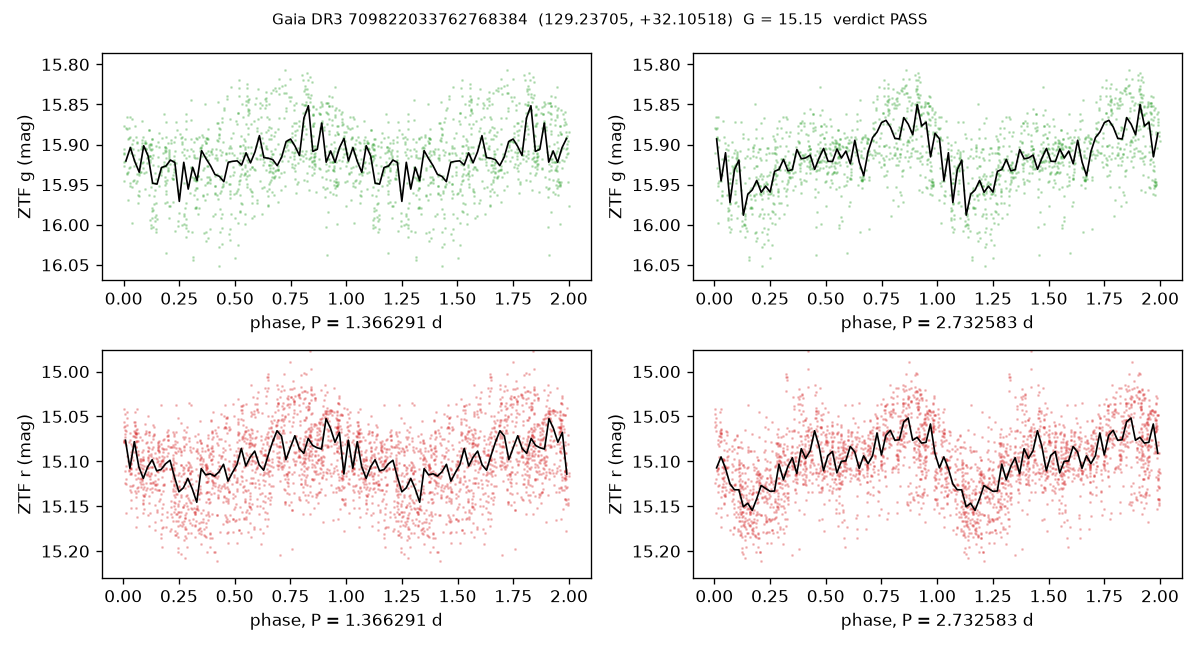 Gaia DR3 709822033762768384 (129.23705, +32.10518) G = 15.15 verdict PASS
ZTF g (mag)
15.80
15.85
15.90
15.95
16.00
16.05
0.00 0.25 0.50 0.75 1.00 1.25 1.50 1.75 2.00
phase, P = 1.366291 d
ZTF g (mag)
15.80
15.85
15.90
15.95
16.00
16.05
0.00 0.25 0.50 0.75 1.00 1.25 1.50 1.75 2.00
phase, P = 2.732583 d
ZTF r (mag)
15.00
15.05
15.10
15.15
15.20
0.00 0.25 0.50 0.75 1.00 1.25 1.50 1.75 2.00
phase, P = 1.366291 d
ZTF r (mag)
15.00
15.05
15.10
15.15
15.20
0.00 0.25 0.50 0.75 1.00 1.25 1.50 1.75 2.00
phase, P = 2.732583 d